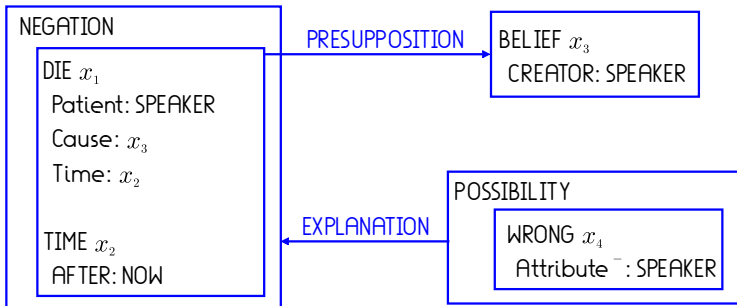 NEGATION
DIE x₁
Patient: SPEAKER
Cause: x₃
Time: x₂
TIME x₂
AFTER: NOW
PRESUPPOSITION
BELIEF x₃
CREATOR: SPEAKER
EXPLANATION
POSSIBILITY
WRONG x₄
Attribute⁻: SPEAKER